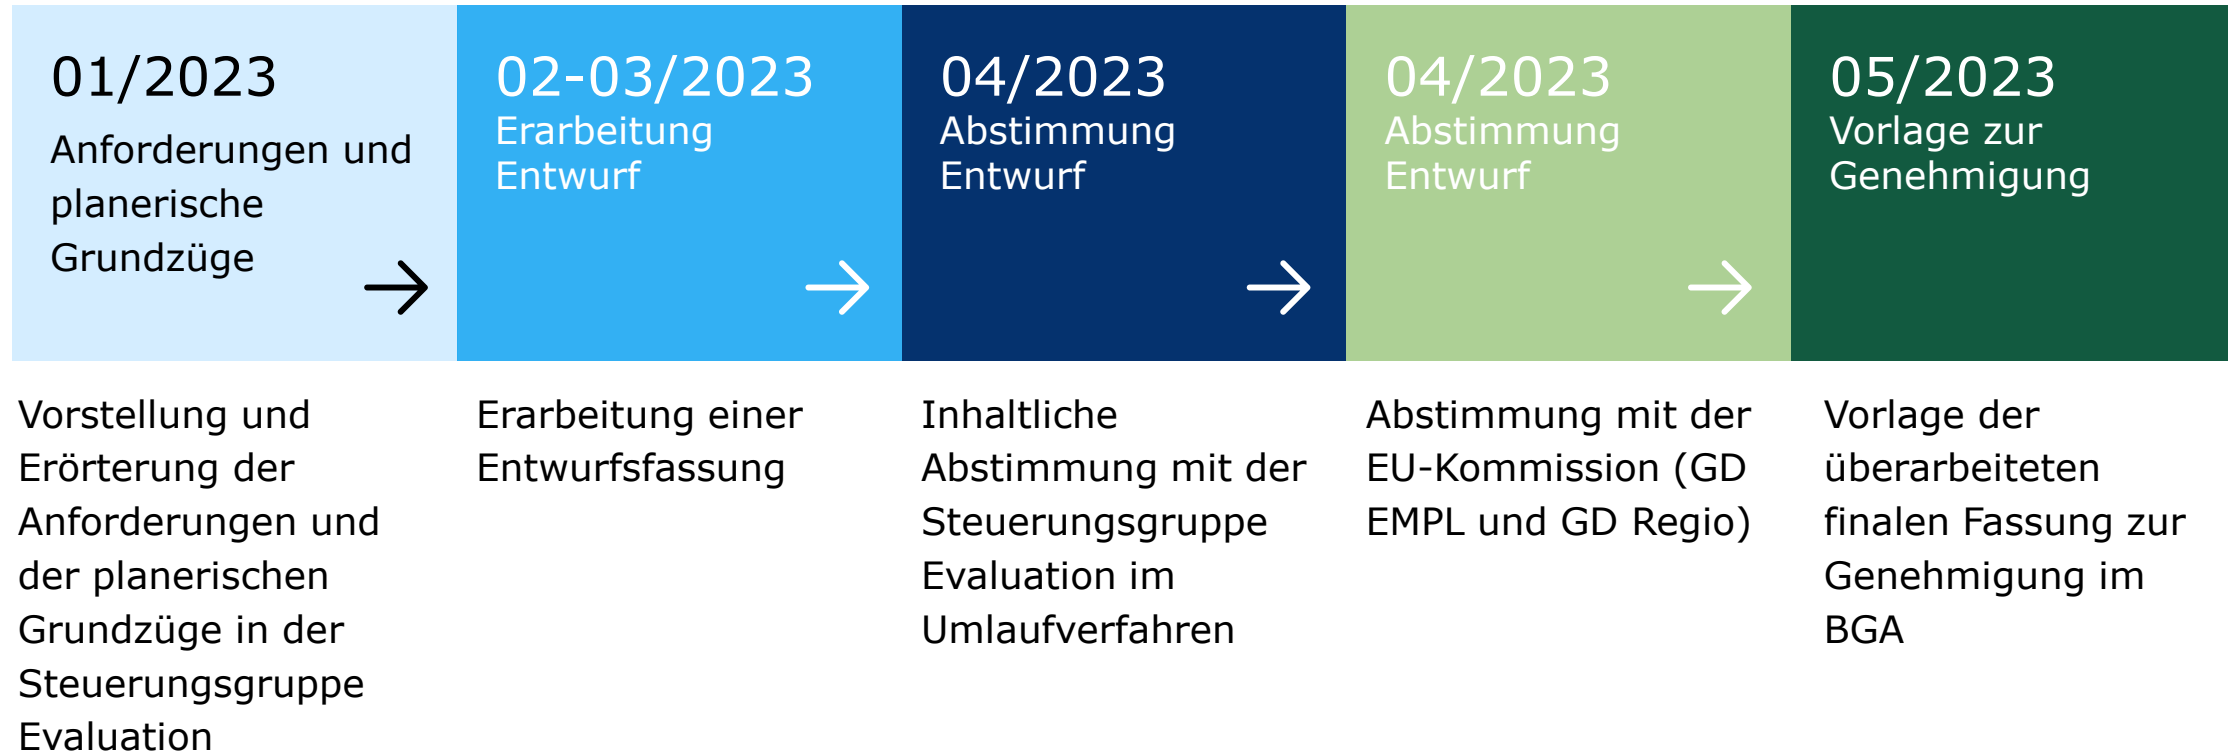 01/2023
Anforderungen und
planerische
Grundzüge
02-03/2023
Erarbeitung
Entwurf
04/2023
Abstimmung
Entwurf
04/2023
Abstimmung
Entwurf
05/2023
Vorlage zur
Genehmigung
Vorstellung und
Erörterung der
Anforderungen und
der planerischen
Grundzüge in der
Steuerungsgruppe
Evaluation
Erarbeitung einer
Entwurfsfassung
Inhaltliche
Abstimmung mit der
Steuerungsgruppe
Evaluation im
Umlaufverfahren
Abstimmung mit der
EU-Kommission (GD
EMPL und GD Regio)
Vorlage der
überarbeiteten
finalen Fassung zur
Genehmigung im
BGA